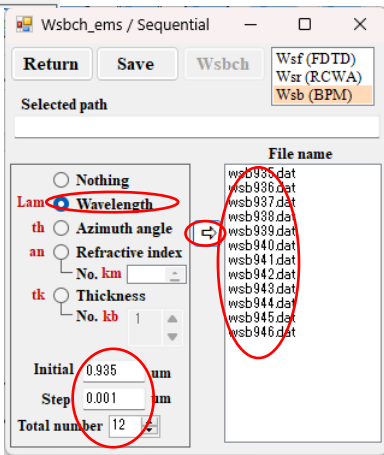 Wsbch_ems / Sequential
Return Save Wsbch
Wsf (FDTD)
Wsr (RCWA)
Wsb (BPM)
Selected path
File name
Nothing
Lam Wavelength
th Azimuth angle
an Refractive index
No. km
tk Thickness
No. kb 1
Initial 0.935 um
Step 0.001 um
Total number 12
wsb935.dat
wsb936.dat
wsb937.dat
wsb938.dat
wsb939.dat
wsb940.dat
wsb941.dat
wsb942.dat
wsb943.dat
wsb944.dat
wsb945.dat
wsb946.dat